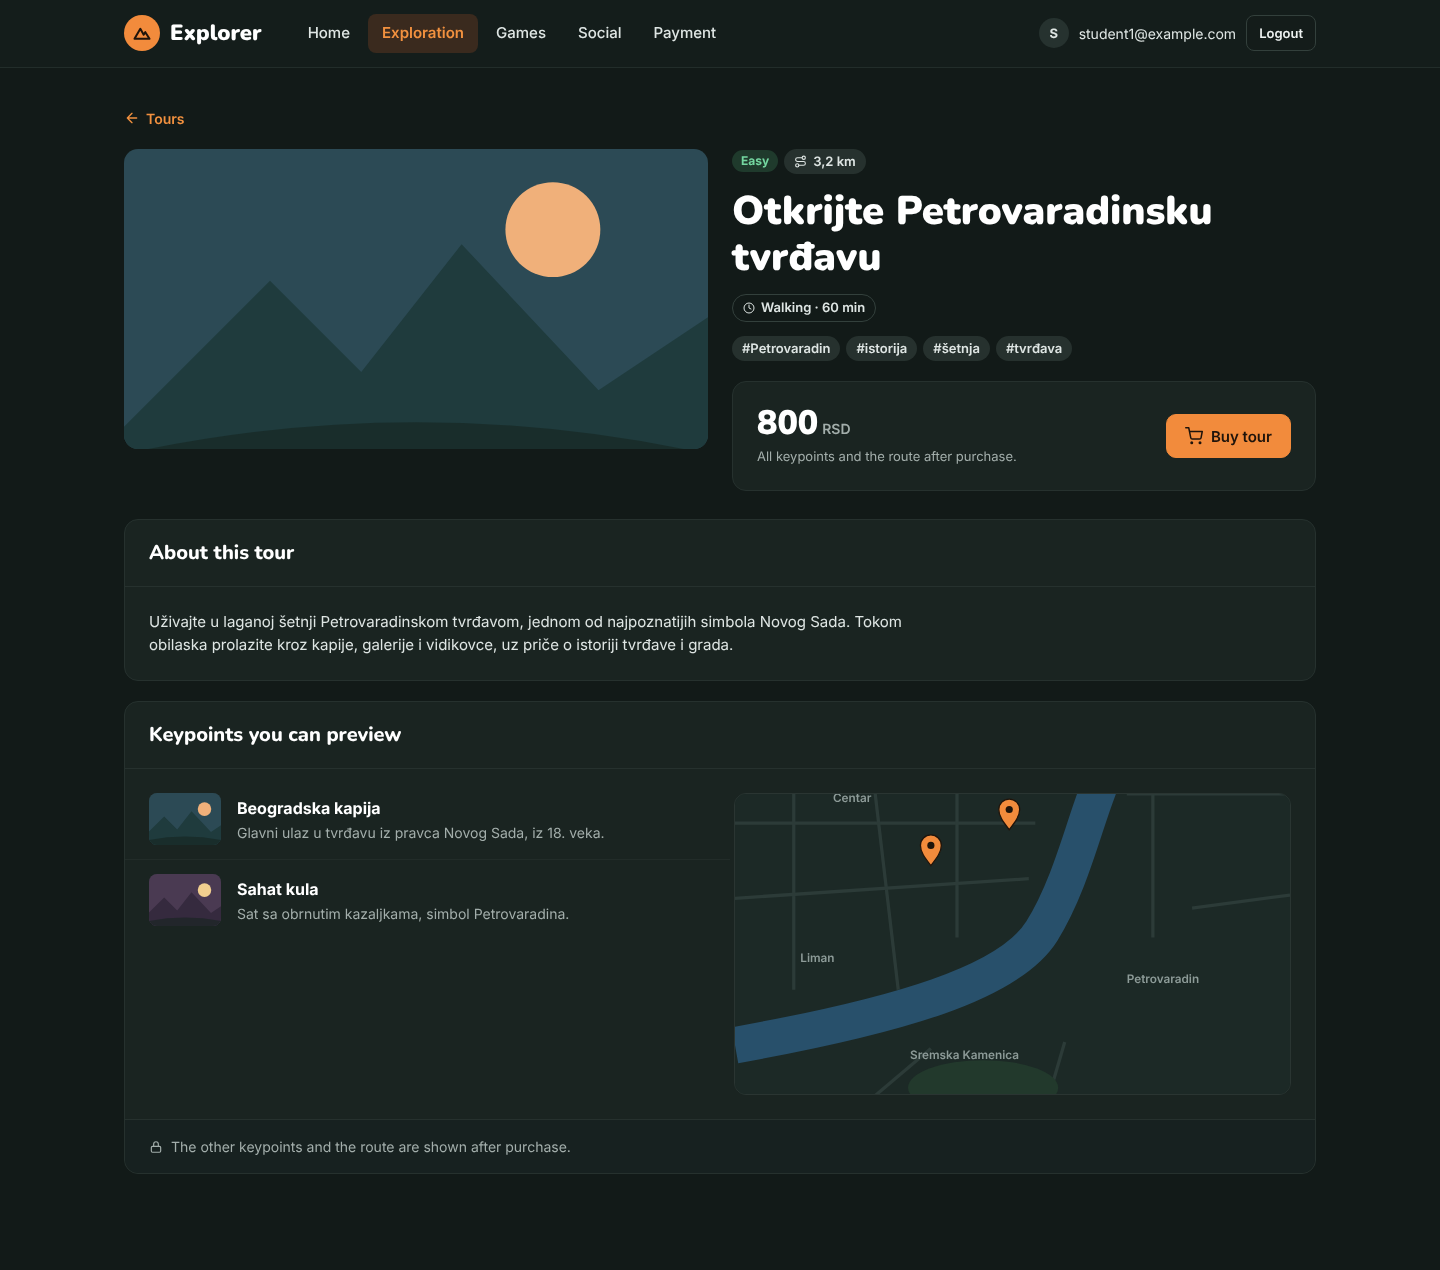 Explorer
Home
Exploration
Games
Social
Payment
S
student1@example.com
Logout
Tours
Easy
3,2 km
Otkrijte Petrovaradinsku
tvrđavu
Walking · 60 min
#Petrovaradin
#istorija
#šetnja
#tvrđava
800 RSD
All keypoints and the route after purchase.
Buy tour
About this tour
Uživajte u laganoj šetnji Petrovaradinskom tvrđavom, jednom od najpoznatijih simbola Novog Sada. Tokom
obilaska prolazite kroz kapije, galerije i vidikovce, uz priče o istoriji tvrđave i grada.
Keypoints you can preview
Beogradska kapija
Glavni ulaz u tvrđavu iz pravca Novog Sada, iz 18. veka.
Sahat kula
Sat sa obrnutim kazaljkama, simbol Petrovaradina.
Centar
Liman
Petrovaradin
Sremska Kamenica
The other keypoints and the route are shown after purchase.